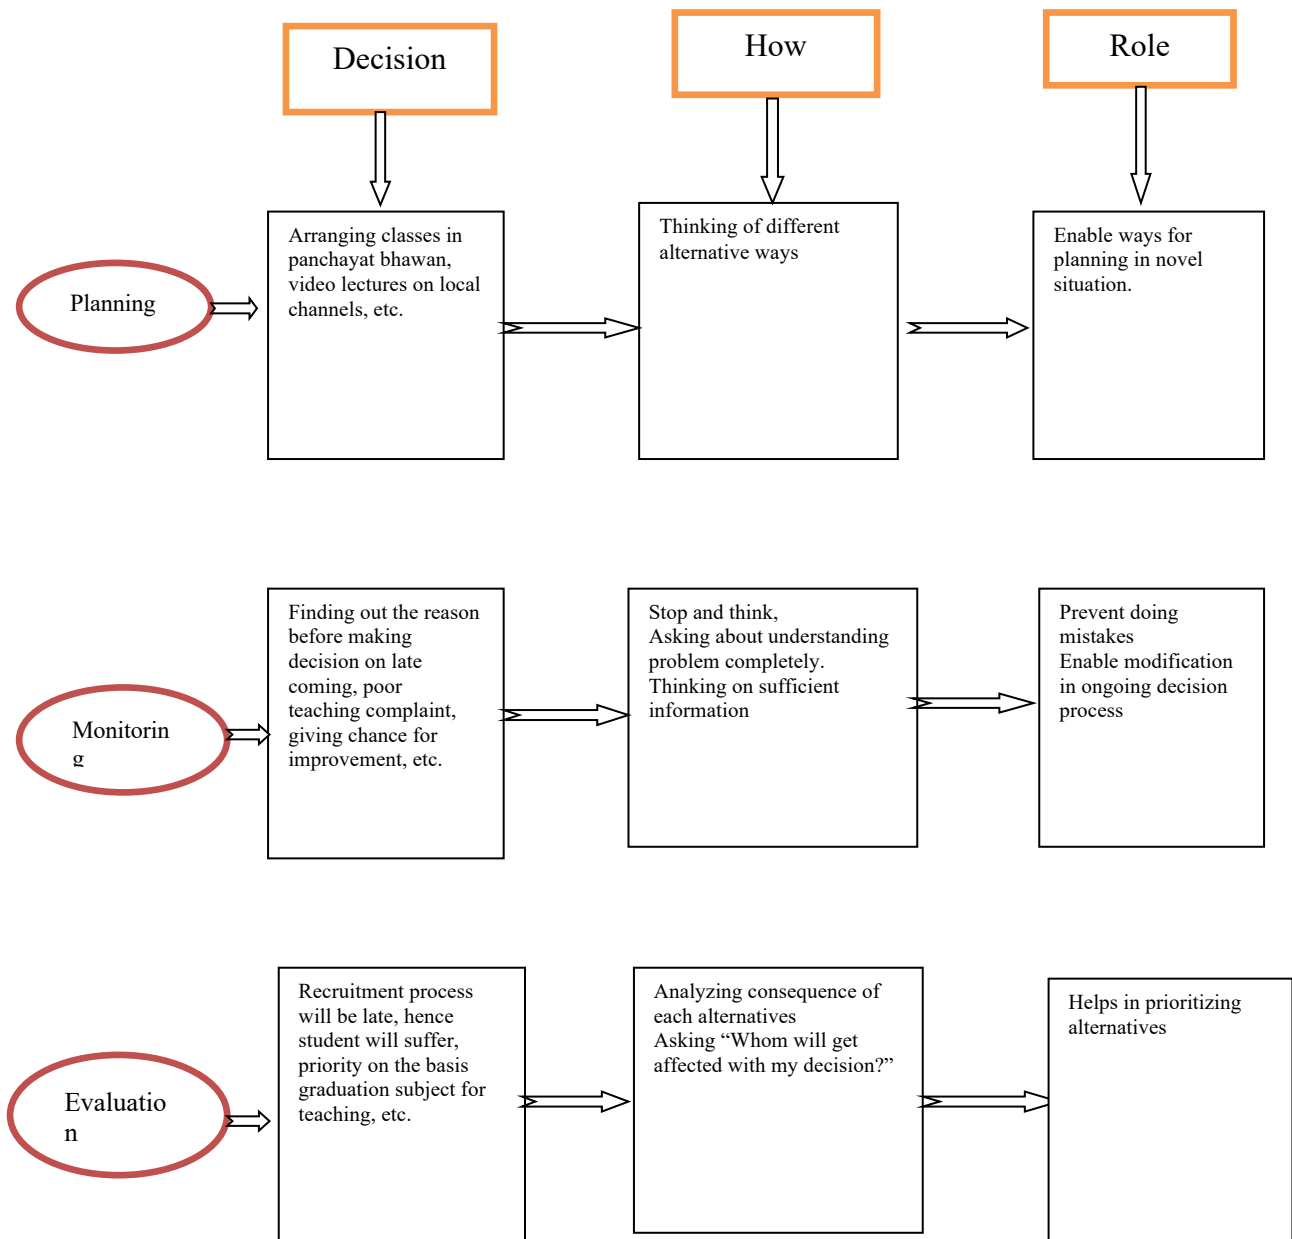 Decision
How
Role
Planning
Arranging classes in
panchayat bhawan,
video lectures on local
channels, etc.
Thinking of different
alternative ways
Enable ways for
planning in novel
situation.
Monitorin
g
Finding out the reason
before making
decision on late
coming, poor
teaching complaint,
giving chance for
improvement, etc.
Stop and think,
Asking about understanding
problem completely.
Thinking on sufficient
information
Prevent doing
mistakes
Enable modification
in ongoing decision
process
Evaluatio
n
Recruitment process
will be late, hence
student will suffer,
priority on the basis
graduation subject for
teaching, etc.
Analyzing consequence of
each alternatives
Asking “Whom will get
affected with my decision?”
Helps in prioritizing
alternatives